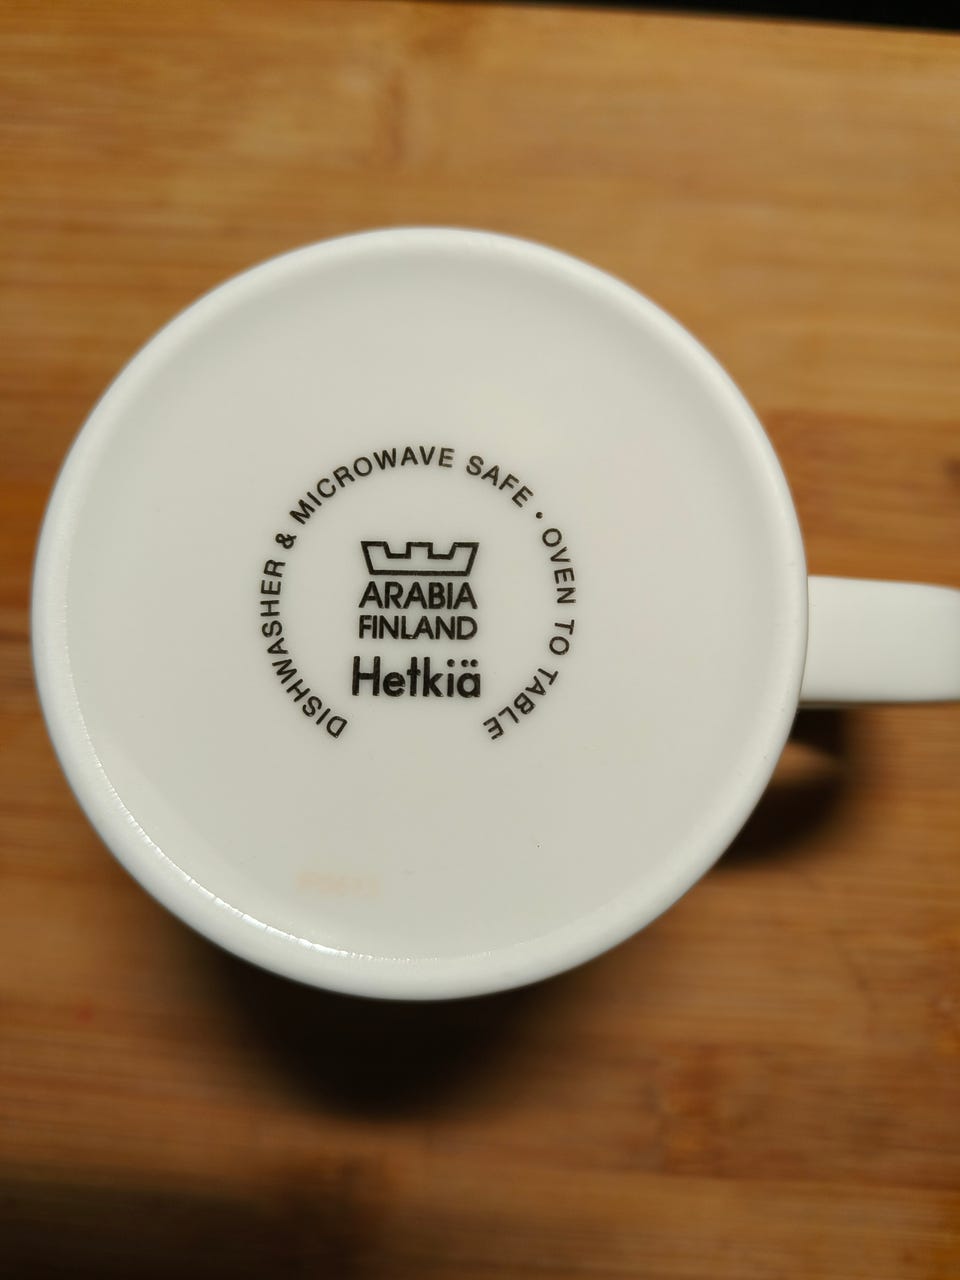 DISHWASHER & MICROWAVE SAFE · OVEN TO TABLE
ARABIA
FINLAND
Hetkiä